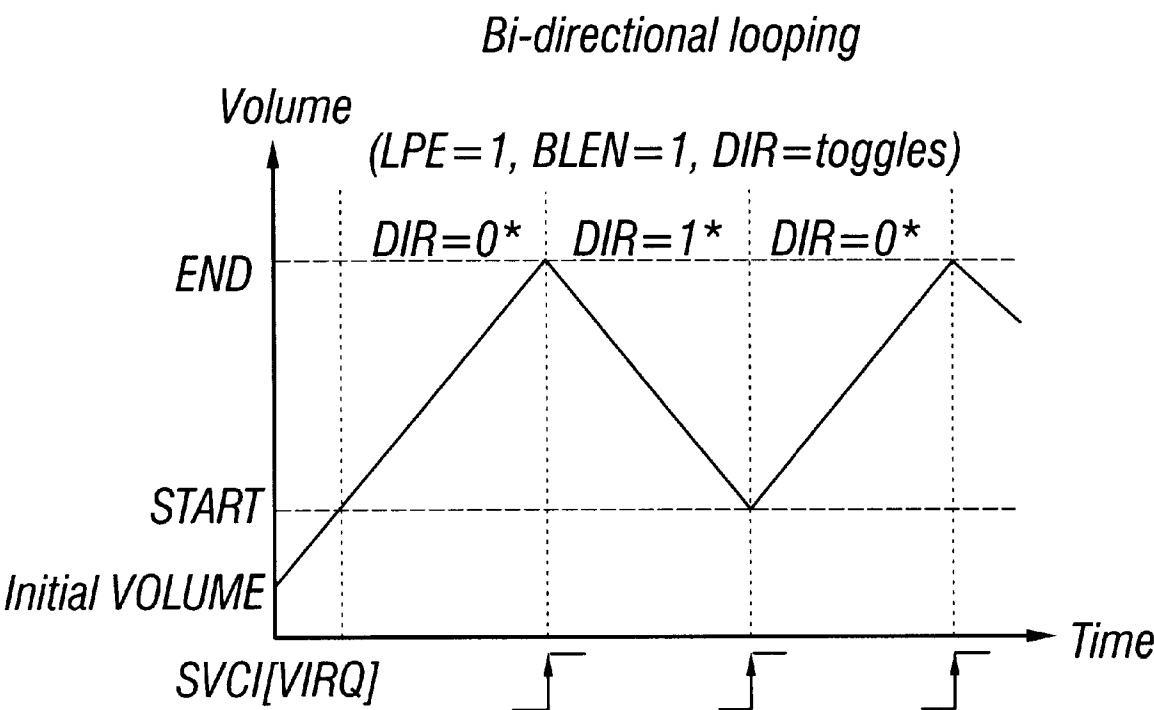 Bi-directional looping
Volume
(LPE=1, BLEN=1, DIR=toggles)
DIR=0* DIR=1* DIR=0*
END
START
Initial VOLUME
Time
SVCI[VIRQ]